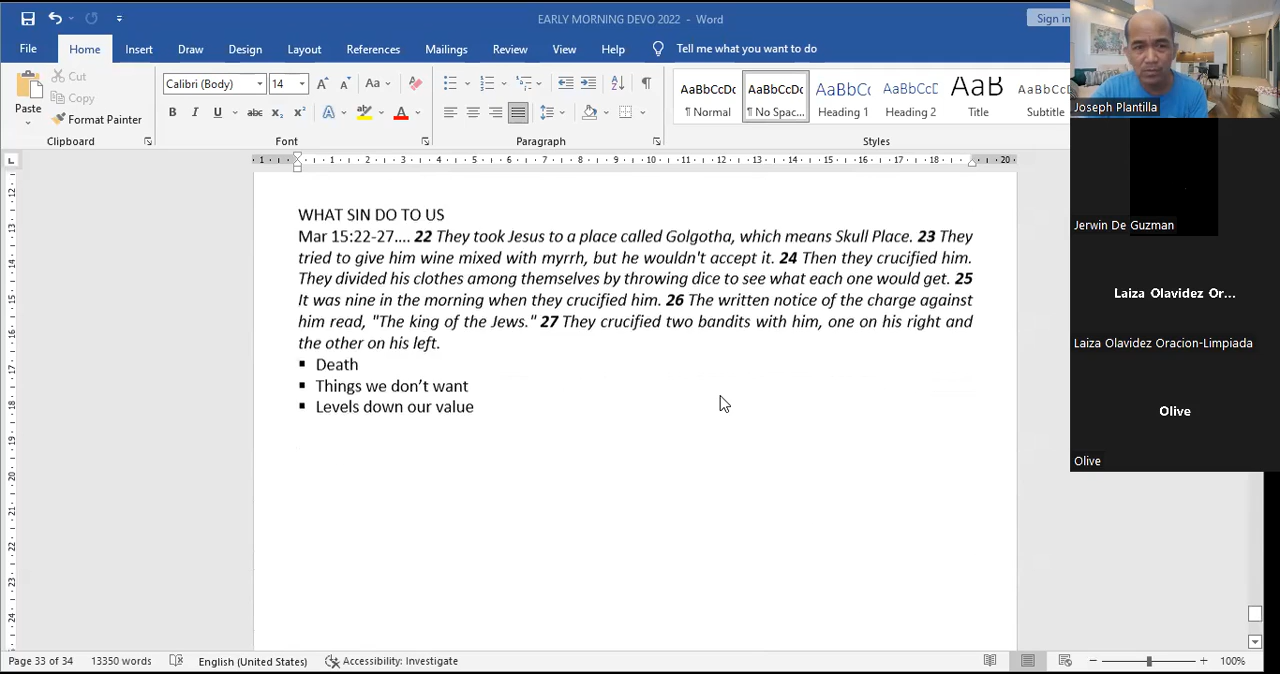 EARLY MORNING DEVO 2022 - Word
Sign in
File Home Insert Draw Design Layout References Mailings Review View Help Tell me what you want to do
Paste
Cut
Copy
Format Painter
Clipboard
Calibri (Body) 14
Font
Paragraph
AaBbCcDc
¶ Normal
AaBbCcDc
¶ No Spac...
AaBbCc
Heading 1
AaBbCcD
Heading 2
AaB
Title
AaBbCcD
Subtitle
Styles
Joseph Plantilla
Jerwin De Guzman
Laiza Olavidez Or...
Laiza Olavidez Oracion-Limpiada
Olive
Olive
WHAT SIN DO TO US
Mar 15:22-27.... 22 They took Jesus to a place called Golgotha, which means Skull Place. 23 They
tried to give him wine mixed with myrrh, but he wouldn't accept it. 24 Then they crucified him.
They divided his clothes among themselves by throwing dice to see what each one would get. 25
It was nine in the morning when they crucified him. 26 The written notice of the charge against
him read, "The king of the Jews." 27 They crucified two bandits with him, one on his right and
the other on his left.
▪ Death
▪ Things we don’t want
▪ Levels down our value
Page 33 of 34 13350 words English (United States) Accessibility: Investigate 100%